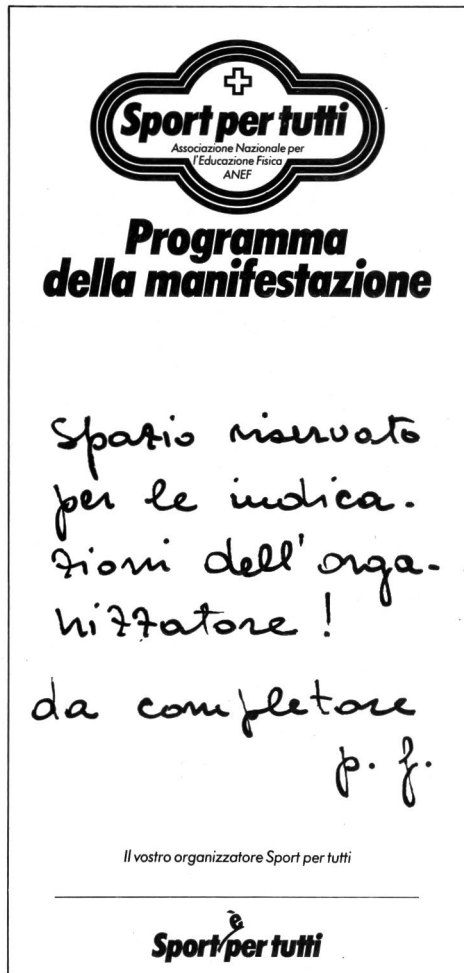 Sport per tutti
Associazione Nazionale per
l'Educazione Fisica
ANEF
Programma
della manifestazione
Spazio riservato
per le indica-
zioni dell'orga-
nizzatore !
da completare
p. f.
Il vostro organizzatore Sport per tutti
Sport è per tutti